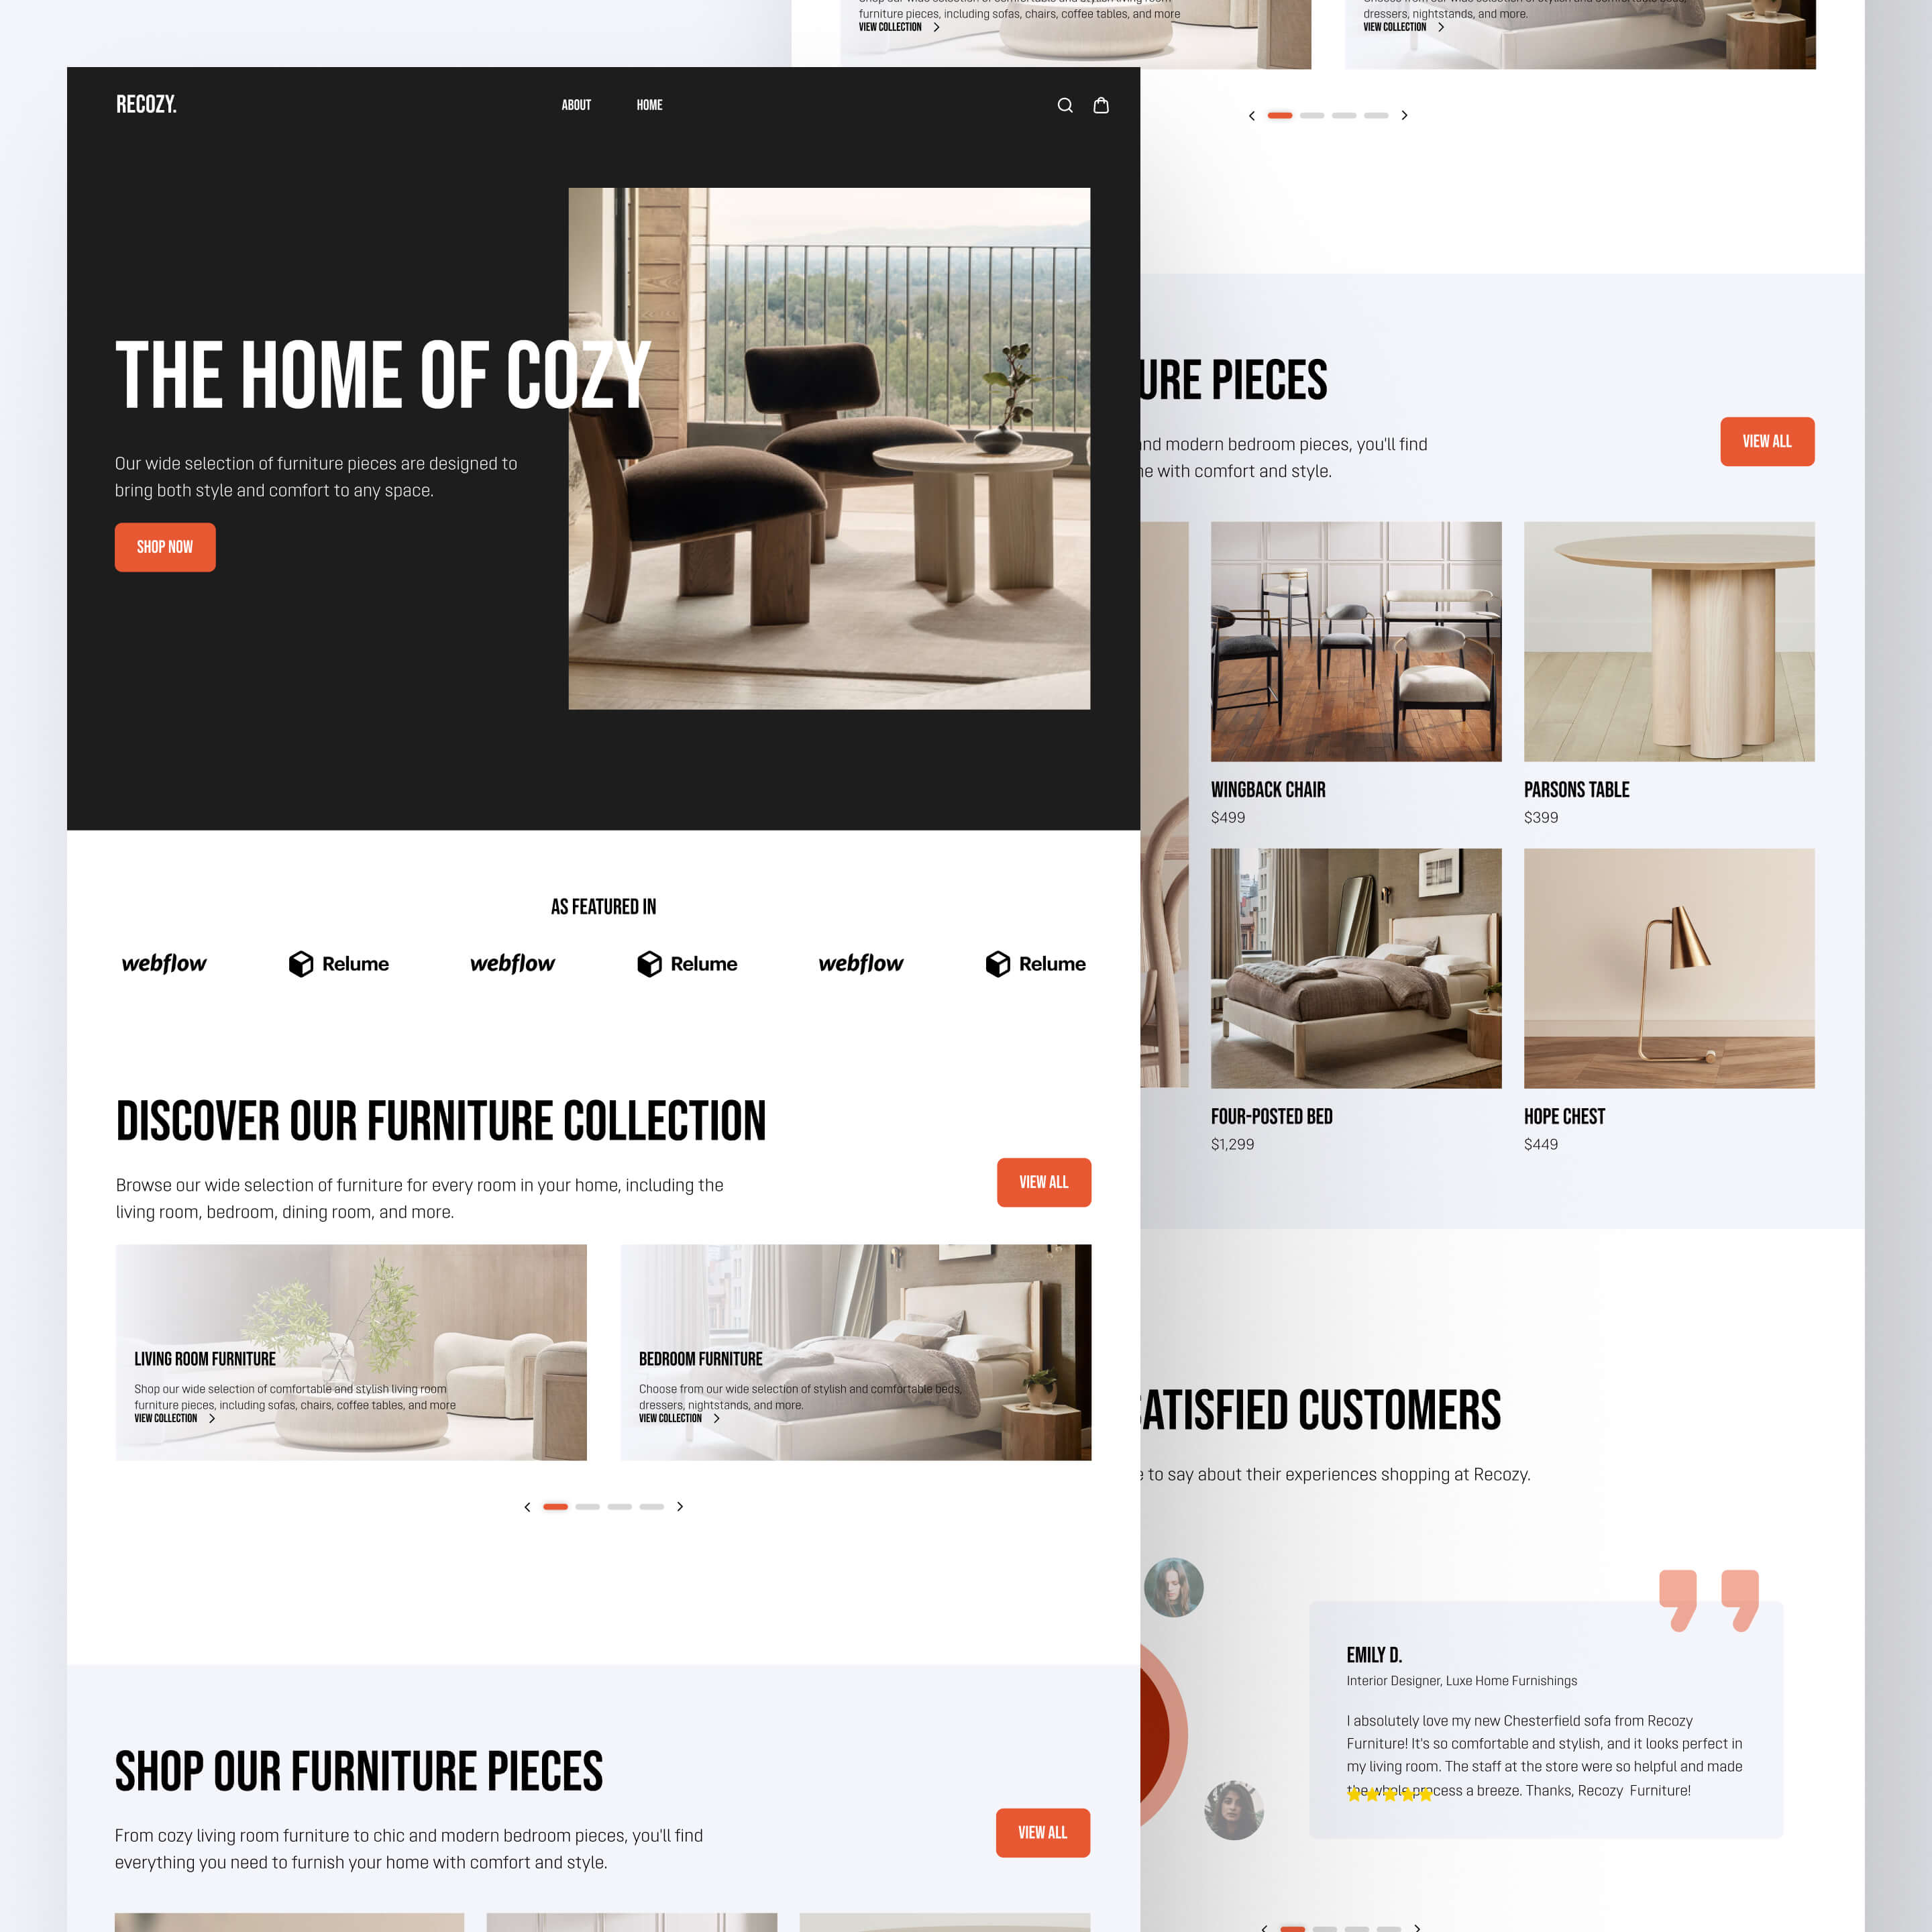 RECOZY.
ABOUT
HOME
THE HOME OF COZY
Our wide selection of furniture pieces are designed to
bring both style and comfort to any space.
SHOP NOW
AS FEATURED IN
webflow
Relume
webflow
Relume
webflow
Relume
DISCOVER OUR FURNITURE COLLECTION
Browse our wide selection of furniture for every room in your home, including the
living room, bedroom, dining room, and more.
VIEW ALL
LIVING ROOM FURNITURE
Shop our wide selection of comfortable and stylish living room
furniture pieces, including sofas, chairs, coffee tables, and more
VIEW COLLECTION
BEDROOM FURNITURE
Choose from our wide selection of stylish and comfortable beds,
dressers, nightstands, and more.
VIEW COLLECTION
SHOP OUR FURNITURE PIECES
From cozy living room furniture to chic and modern bedroom pieces, you'll find
everything you need to furnish your home with comfort and style.
VIEW ALL
furniture pieces, including sofas, chairs, coffee tables, and more
VIEW COLLECTION
dressers, nightstands, and more.
VIEW COLLECTION
URE PIECES
nd modern bedroom pieces, you'll find
e with comfort and style.
VIEW ALL
WINGBACK CHAIR
$499
PARSONS TABLE
$399
FOUR-POSTED BED
$1,299
HOPE CHEST
$449
ATISFIED CUSTOMERS
to say about their experiences shopping at Recozy.
EMILY D.
Interior Designer, Luxe Home Furnishings
I absolutely love my new Chesterfield sofa from Recozy
Furniture! It's so comfortable and stylish, and it looks perfect in
my living room. The staff at the store were so helpful and made
the whole process a breeze. Thanks, Recozy Furniture!